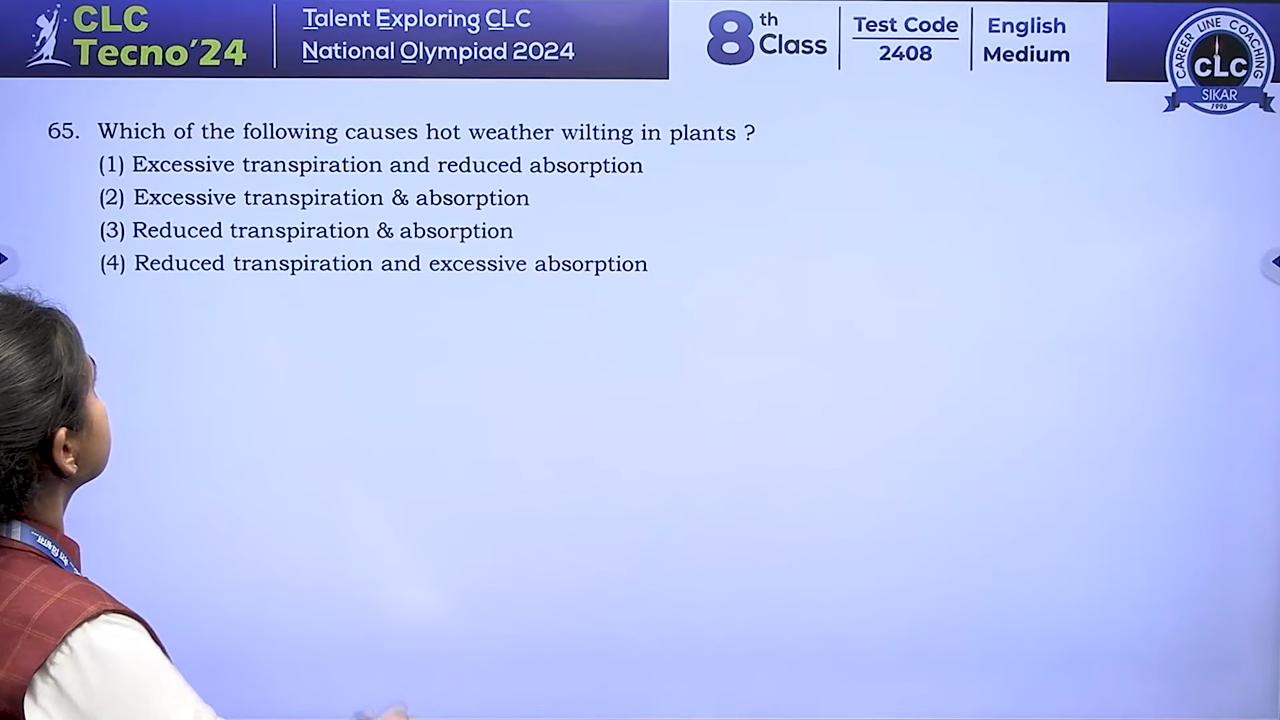 CLC
Tecno'24
Talent Exploring CLC
National Olympiad 2024
8th Class
Test Code
2408
English
Medium
CAREER LINE COACHING
CLC
SIKAR
1996
65. Which of the following causes hot weather wilting in plants ?
(1) Excessive transpiration and reduced absorption
(2) Excessive transpiration & absorption
(3) Reduced transpiration & absorption
(4) Reduced transpiration and excessive absorption